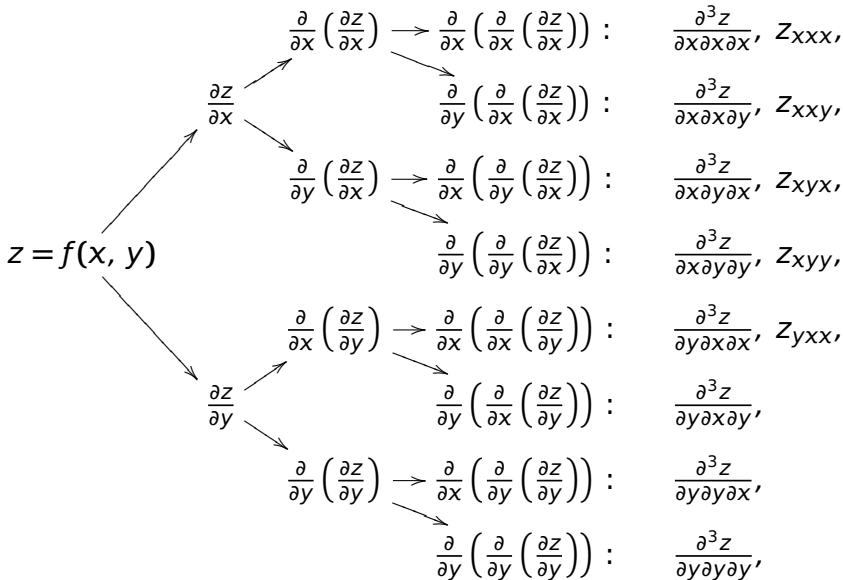 ∂/∂x (∂z/∂x) → ∂/∂x (∂/∂x (∂z/∂x)) : ∂³z/∂x∂x∂x, z_xxx,
∂z/∂x ∂/∂y (∂/∂x (∂z/∂x)) : ∂³z/∂x∂x∂y, z_xxy,
∂/∂y (∂z/∂x) → ∂/∂x (∂/∂y (∂z/∂x)) : ∂³z/∂x∂y∂x, z_xyx,
z = f(x, y) ∂/∂y (∂/∂y (∂z/∂x)) : ∂³z/∂x∂y∂y, z_xyy,
∂/∂x (∂z/∂y) → ∂/∂x (∂/∂x (∂z/∂y)) : ∂³z/∂y∂x∂x, z_yxx,
∂z/∂y ∂/∂y (∂/∂x (∂z/∂y)) : ∂³z/∂y∂x∂y,
∂/∂y (∂z/∂y) → ∂/∂x (∂/∂y (∂z/∂y)) : ∂³z/∂y∂y∂x,
∂/∂y (∂/∂y (∂z/∂y)) : ∂³z/∂y∂y∂y,